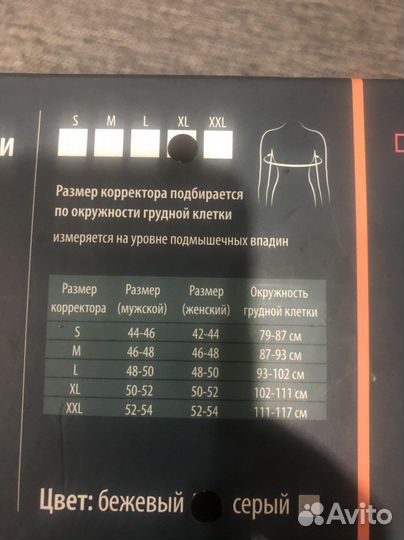 S M L XL XXL
и
Размер корректора подбирается
по окружности грудной клетки
измеряется на уровне подмышечных впадин
Размер корректора Размер (мужской) Размер (женский) Окружность грудной клетки
S 44-46 42-44 79-87 см
M 46-48 46-48 87-93 см
L 48-50 48-50 93-102 см
XL 50-52 50-52 102-111 см
XXL 52-54 52-54 111-117 см
Цвет: бежевый серый
Avito